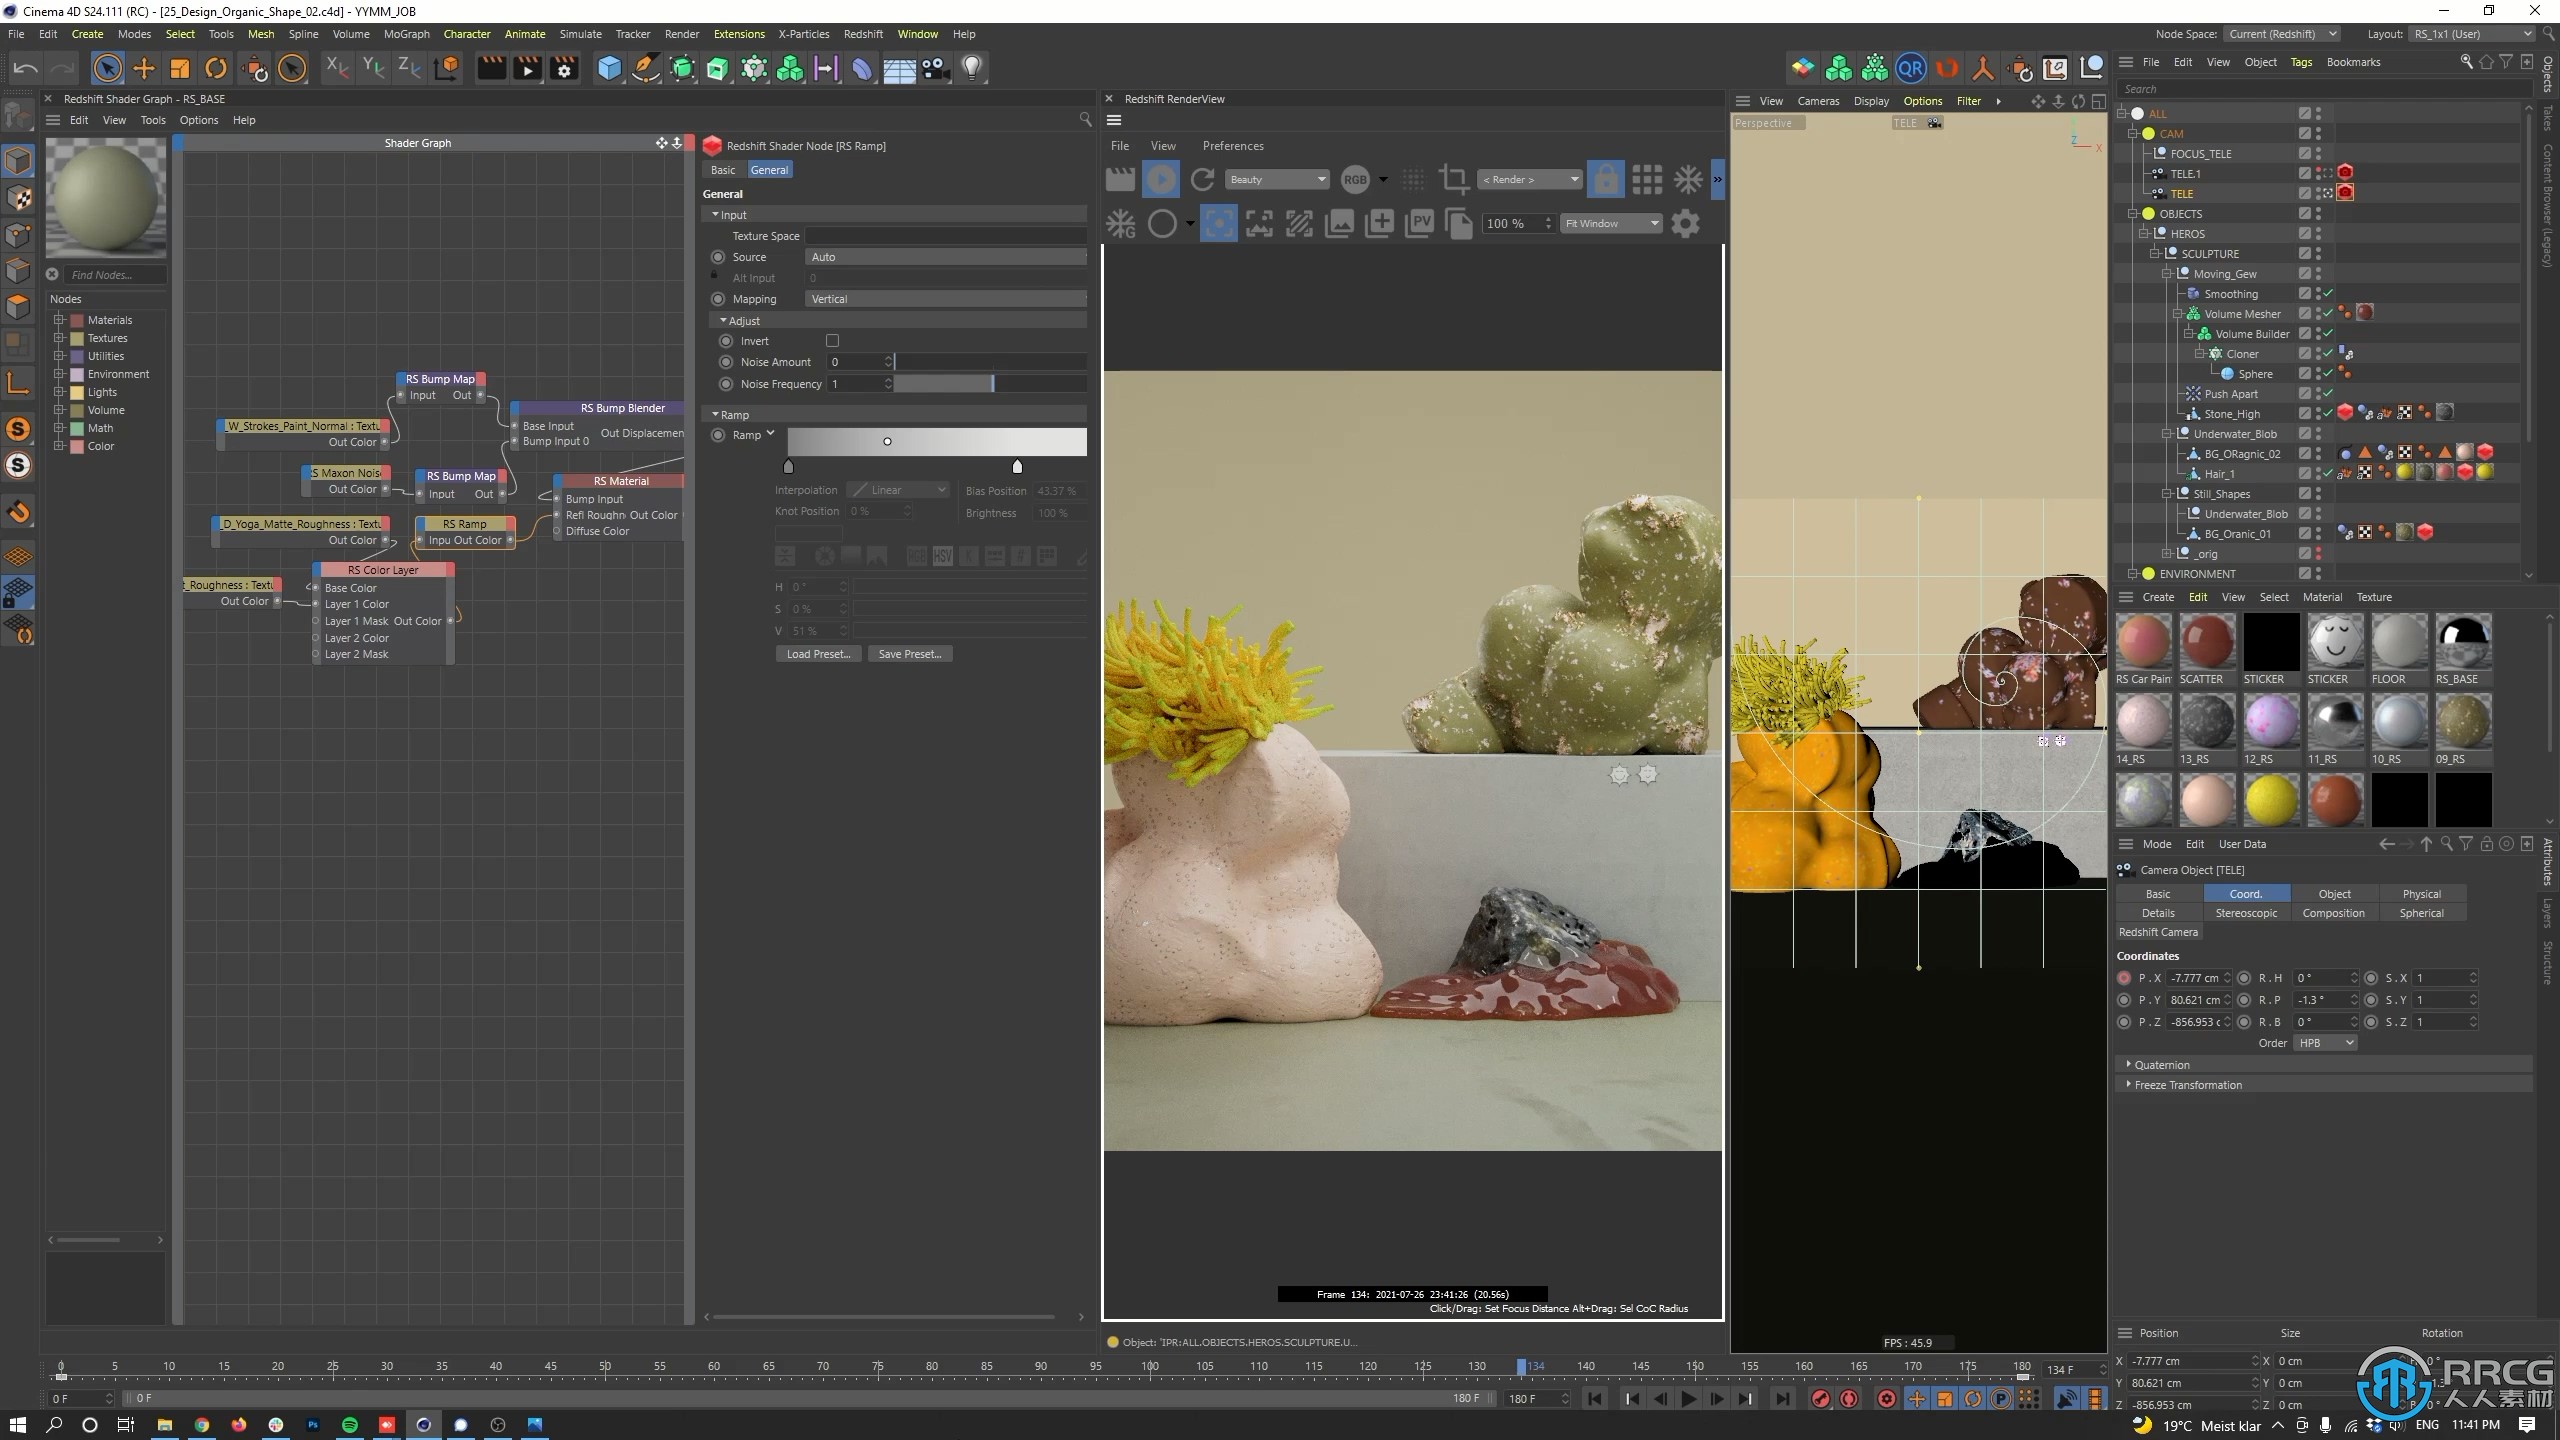 Cinema 4D S24.111 (RC) - [25_Design_Organic_Shape_02.c4d] - YYMM_JOB
File Edit Create Modes Select Tools Mesh Spline Volume MoGraph Character Animate Simulate Tracker Render Extensions X-Particles Redshift Window Help
Node Space: Current (Redshift) Layout: RS_1x1 (User)
Redshift Shader Graph - RS_BASE
Edit View Tools Options Help
Shader Graph
Find Nodes...
Nodes
Materials
Textures
Utilities
Environment
Lights
Volume
Math
Color
RS Bump Map
Input Out
_W_Strokes_Paint_Normal : Textu
Out Color
RS Bump Blender
Base Input
Bump Input 0
Out Displacemen
S Maxon Nois
Out Color
RS Bump Map
Input Out
RS Material
Bump Input
Refl Roughn Out Color
Diffuse Color
_D_Yoga_Matte_Roughness : Textu
Out Color
RS Ramp
Inpu Out Color
t_Roughness : Textu
Out Color
RS Color Layer
Base Color
Layer 1 Color
Layer 1 Mask Out Color
Layer 2 Color
Layer 2 Mask
Redshift Shader Node [RS Ramp]
Basic General
General
Input
Texture Space
Source Auto
Alt Input 0
Mapping Vertical
Adjust
Invert
Noise Amount 0
Noise Frequency 1
Ramp
Ramp
Interpolation Linear Bias Position 43.37 %
Knot Position 0 % Brightness 100 %
RGB HSV K
H 0 °
S 0 %
V 51 %
Load Preset... Save Preset...
Redshift RenderView
File View Preferences
Beauty RGB < Render >
PV 100 % Fit Window
Frame 134: 2021-07-26 23:41:26 (20.56s)
Click/Drag: Set Focus Distance Alt+Drag: Sel CoC Radius
Object: 'IPR:ALL.OBJECTS.HEROS.SCULPTURE.U...
View Cameras Display Options Filter
Perspective TELE
Z X
FPS : 45.9
File Edit View Object Tags Bookmarks
Search
ALL
CAM
FOCUS_TELE
TELE.1
TELE
OBJECTS
HEROS
SCULPTURE
Moving_Gew
Smoothing
Volume Mesher
Volume Builder
Cloner
Sphere
Push Apart
Stone_High
Underwater_Blob
BG_ORagnic_02
Hair_1
Still_Shapes
Underwater_Blob
BG_Oranic_01
_orig
ENVIRONMENT
Objects
Takes
Content Browser (Legacy)
Create Edit View Select Material Texture
RS Car Pain SCATTER STICKER STICKER FLOOR RS_BASE
14_RS 13_RS 12_RS 11_RS 10_RS 09_RS
Mode Edit User Data
Camera Object [TELE]
Basic Coord. Object Physical
Details Stereoscopic Composition Spherical
Redshift Camera
Coordinates
P . X -7.777 cm R . H 0 ° S . X 1
P . Y 80.621 cm R . P -1.3 ° S . Y 1
P . Z -856.953 c R . B 0 ° S . Z 1
Order HPB
Quaternion
Freeze Transformation
Attributes
Layers
Structure
Position Size Rotation
X -7.777 cm X 0 cm
Y 80.621 cm Y 0 cm
Z -856.953 cm Z 0 cm
0 5 10 15 20 25 30 35 40 45 50 55 60 65 70 75 80 85 90 95 100 105 110 115 120 125 130 134 140 145 150 155 160 165 170 175 180 134 F
0 F 0 F 180 F 180 F
RRCG
人人素材
19°C Meist klar ENG 11:41 PM